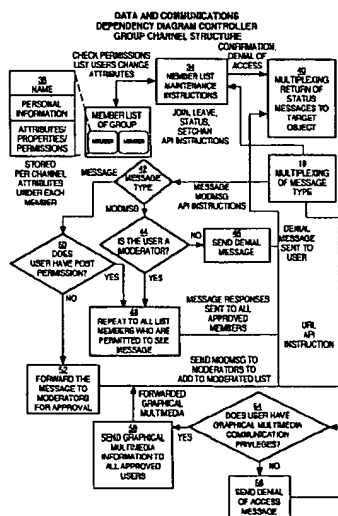 DATA AND COMMUNICATIONS
DEPENDENCY DIAGRAM CONTROLLER
GROUP CHANNEL STRUCTURE
CHECK PERMISSIONS
LIST USERS CHANGE
ATTRIBUTES
CONFIRMATION,
DENIAL OF
ACCESS
38
NAME
PERSONAL
INFORMATION
ATTRIBUTES/
PROPERTIES/
PERMISSIONS
STORED
PER CHANNEL
ATTRIBUTES
UNDER EACH
MEMBER
MEMBER LIST
OF GROUP
MEMBER
MEMBER
34
MEMBER LIST
MAINTENANCE
INSTRUCTIONS
40
MULTIPLEXING
RETURN OF
STATUS
MESSAGES TO
TARGET
OBJECT
JOIN, LEAVE,
STATUS,
SETCHAN
API INSTRUCTIONS
MESSAGE
42
MESSAGE
TYPE
MESSAGE
MODMSG
API INSTRUCTIONS
MULTIPLEXING
OF MESSAGE
TYPE
MODMSG
44
IS THE USER A
MODERATOR?
NO
SEND DENIAL
MESSAGE
DENIAL
MESSAGE
SENT TO
USER
50
DOES
USER HAVE POST
PERMISSION?
YES
YES
NO
REPEAT TO ALL LIST
MEMBERS WHO ARE
PERMITTED TO SEE
MESSAGE
MESSAGE RESPONSES
SENT TO ALL
APPROVED
MEMBERS
URL
API
INSTRUCTION
52
FORWARD THE
MESSAGE TO
MODERATORS
FOR APPROVAL
SEND MODMSG TO
MODERATORS TO
ADD TO MODERATED LIST
FORWARDED
GRAPHICAL
MULTIMEDIA
54
DOES USER HAVE
GRAPHICAL MULTIMEDIA
COMMUNICATION
PRIVILEGES?
YES
SEND GRAPHICAL
MULTIMEDIA
INFORMATION TO
ALL APPROVED
USERS
NO
SEND DENIAL
OF ACCESS
MESSAGE